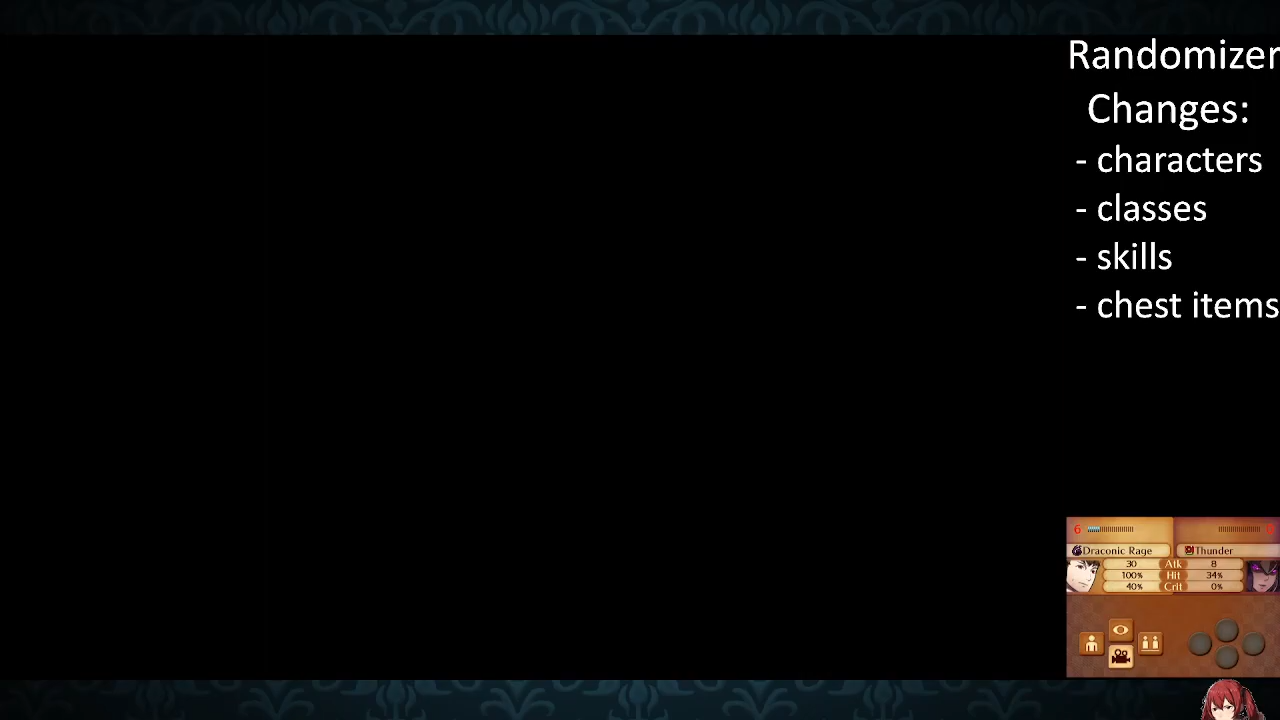 Randomizer
Changes:
- characters
- classes
- skills
- chest items
6
Draconic Rage Thunder
30 Atk 8
100% Hit 34%
40% Crit 0%